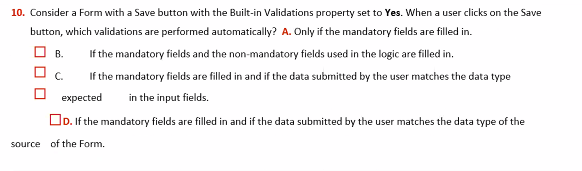 10. Consider a Form with a Save button with the Built-in Validations property set to Yes. When a user clicks on the Save
button, which validations are performed automatically? A. Only if the mandatory fields are filled in.
B. If the mandatory fields and the non-mandatory fields used in the logic are filled in.
C. If the mandatory fields are filled in and if the data submitted by the user matches the data type
expected in the input fields.
D. If the mandatory fields are filled in and if the data submitted by the user matches the data type of the
source of the Form.